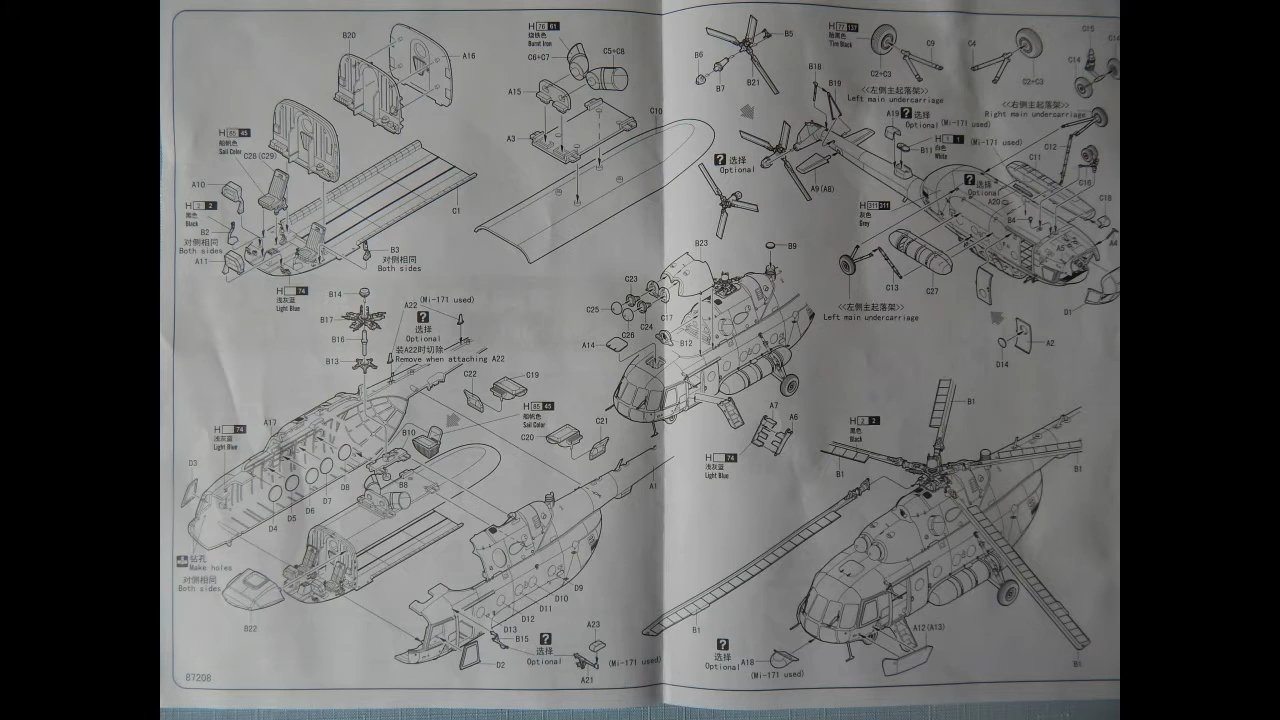 B20
A16
H 85 45
船帆色
Sail Color
C28(C29)
A10
H 2 2
黑色
Black
B2
对侧相同
Both sides
A11
C1
B3
对侧相同
Both sides
H 74
浅灰蓝
Light Blue
H 76 61
烧铁色
Burnt Iron
C6+C7
C5+C8
A15
A3
C10
B6
B7
B5
B21
选择
Optional
H 77 137
胎黑色
Tire Black
C2+C3
C9
<<左侧主起落架>>
Left main undercarriage
C4
C2+C3
<<右侧主起落架>>
Right main undercarriage
C15
C14
C14
B18
B19
A19
选择
Optional (Mi-171 used)
H 1 1
白色
White
B11
(Mi-171 used)
A9(A8)
H 311 311
灰色
Grey
选择
Optional
A20
C11
C12
C16
C18
B4
A5
A4
C13
C27
<<左侧主起落架>>
Left main undercarriage
D1
A2
D14
B14
B17
B16
B13
A22
(Mi-171 used)
选择
Optional
装A22时切除
Remove when attaching A22
C22
C19
H 85 45
船帆色
Sail Color
C20
C21
B10
B8
A17
H 74
浅灰蓝
Light Blue
D3
D4
D5
D6
D7
D8
钻孔
Make holes
对侧相同
Both sides
B22
A1
D9
D10
D11
D12
D13
B15
D2
选择
Optional
A23
A21
(Mi-171 used)
B23
B9
C23
C25
C26
C24
C17
A14
B12
A7
A6
H 74
浅灰蓝
Light Blue
H 2 2
黑色
Black
B1
B1
B1
B1
B1
A12(A13)
选择
Optional
A18
(Mi-171 used)
87208